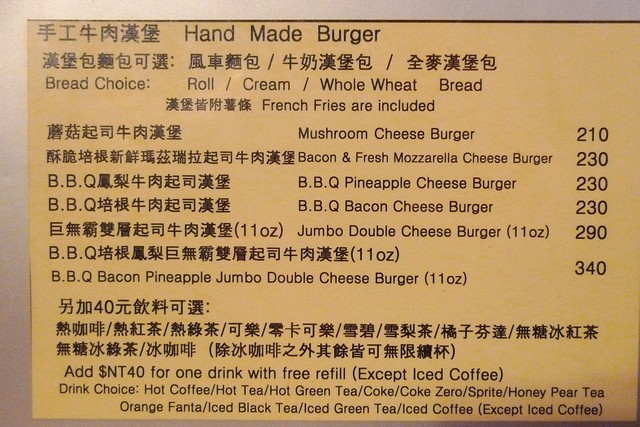 手工牛肉漢堡 Hand Made Burger
漢堡包麵包可選: 風車麵包 / 牛奶漢堡包 / 全麥漢堡包
Bread Choice: Roll / Cream / Whole Wheat Bread
漢堡皆附薯條 French Fries are included
蘑菇起司牛肉漢堡 Mushroom Cheese Burger 210
酥脆培根新鮮瑪茲瑞拉起司牛肉漢堡 Bacon & Fresh Mozzarella Cheese Burger 230
B.B.Q鳳梨牛肉起司漢堡 B.B.Q Pineapple Cheese Burger 230
B.B.Q培根牛肉起司漢堡 B.B.Q Bacon Cheese Burger 230
巨無霸雙層起司牛肉漢堡(11oz) Jumbo Double Cheese Burger (11oz) 290
B.B.Q培根鳳梨巨無霸雙層起司牛肉漢堡(11oz)
B.B.Q Bacon Pineapple Jumbo Double Cheese Burger (11oz) 340
另加40元飲料可選:
熱咖啡/熱紅茶/熱綠茶/可樂/零卡可樂/雪碧/雪梨茶/橘子芬達/無糖冰紅茶
無糖冰綠茶/冰咖啡 (除冰咖啡之外其餘皆可無限續杯)
Add $NT40 for one drink with free refill (Except Iced Coffee)
Drink Choice: Hot Coffee/Hot Tea/Hot Green Tea/Coke/Coke Zero/Sprite/Honey Pear Tea
Orange Fanta/Iced Black Tea/Iced Green Tea/Iced Coffee (Except Iced Coffee)